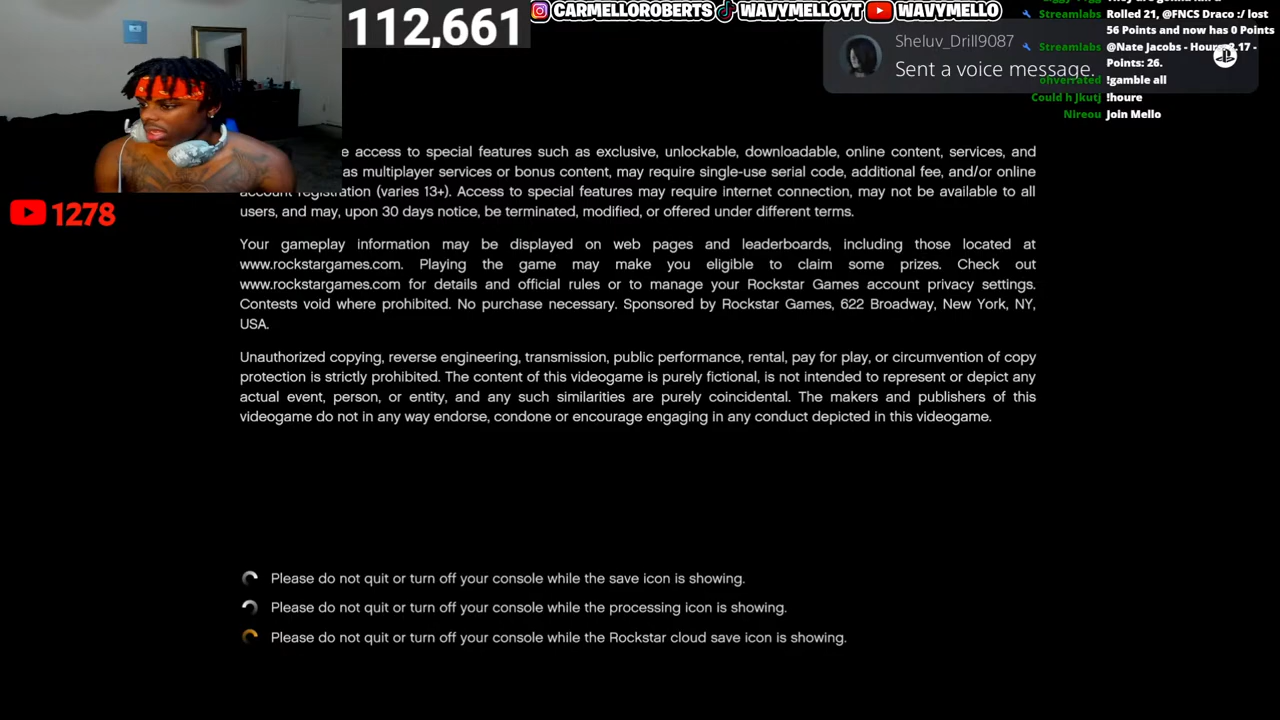 112,661
CARMELLOROBERTS WAVYMELLOYT WAVYMELLO
Streamlabs Rolled 21, @FNCS Draco :/ lost
56 Points and now has 0 Points
Streamlabs @Nate Jacobs - Hours: 2.17 -
Points: 26.
ohverrated !gamble all
Could h Jkutj !houre
Nireou Join Mello
Sheluv_Drill9087
Sent a voice message.
1278
access to special features such as exclusive, unlockable, downloadable, online content, services, and
as multiplayer services or bonus content, may require single-use serial code, additional fee, and/or online
account registration (varies 13+). Access to special features may require internet connection, may not be available to all
users, and may, upon 30 days notice, be terminated, modified, or offered under different terms.
Your gameplay information may be displayed on web pages and leaderboards, including those located at
www.rockstargames.com. Playing the game may make you eligible to claim some prizes. Check out
www.rockstargames.com for details and official rules or to manage your Rockstar Games account privacy settings.
Contests void where prohibited. No purchase necessary. Sponsored by Rockstar Games, 622 Broadway, New York, NY,
USA.
Unauthorized copying, reverse engineering, transmission, public performance, rental, pay for play, or circumvention of copy
protection is strictly prohibited. The content of this videogame is purely fictional, is not intended to represent or depict any
actual event, person, or entity, and any such similarities are purely coincidental. The makers and publishers of this
videogame do not in any way endorse, condone or encourage engaging in any conduct depicted in this videogame.
Please do not quit or turn off your console while the save icon is showing.
Please do not quit or turn off your console while the processing icon is showing.
Please do not quit or turn off your console while the Rockstar cloud save icon is showing.